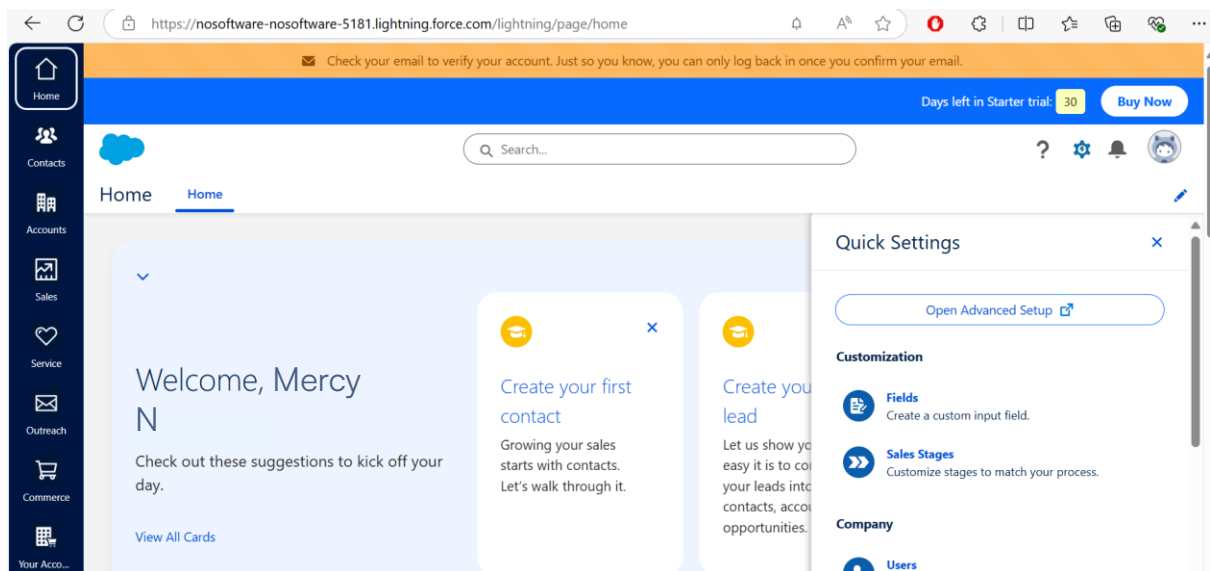 https://nosoftware-nosoftware-5181.lightning.force.com/lightning/page/home
Check your email to verify your account. Just so you know, you can only log back in once you confirm your email.
Days left in Starter trial: 30 Buy Now
Search...
Home
Contacts
Accounts
Sales
Service
Outreach
Commerce
Your Acco...
Home Home
Welcome, Mercy
N
Check out these suggestions to kick off your
day.
View All Cards
Create your first
contact
Growing your sales
starts with contacts.
Let's walk through it.
Create you
lead
Let us show yo
easy it is to co
your leads into
contacts, accou
opportunities.
Quick Settings
Open Advanced Setup
Customization
Fields
Create a custom input field.
Sales Stages
Customize stages to match your process.
Company
Users